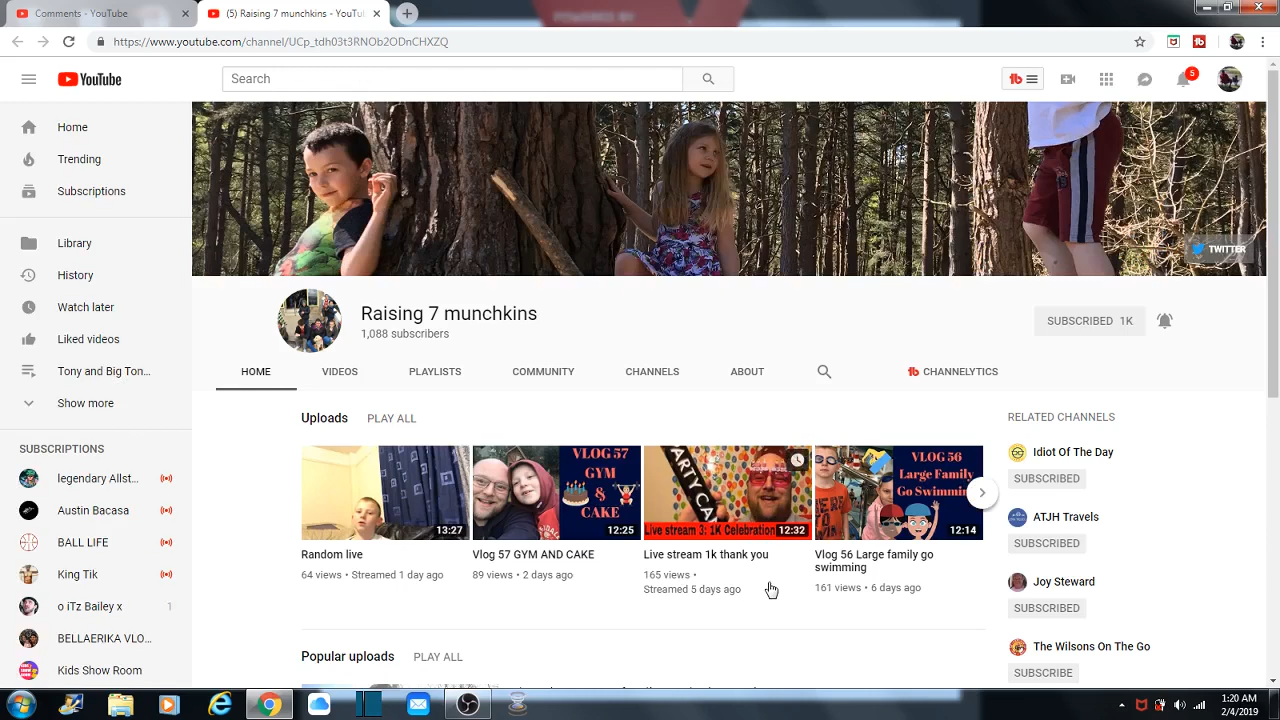 Comments - YouTube
(5) Raising 7 munchkins - YouTu
https://www.youtube.com/channel/UCp_tdh03t3RNOb2ODnCHXZQ
YouTube
Search
tb
5
Home
Trending
Subscriptions
Library
History
Watch later
Liked videos
Tony and Big Ton...
Show more
SUBSCRIPTIONS
legendary Allst...
Austin Bacasa
BALL LIFE
King Tik
o iTz Bailey x 1
BELLAERIKA VLO...
Kids Show Room
TWITTER
Raising 7 munchkins
1,088 subscribers
SUBSCRIBED 1K
HOME VIDEOS PLAYLISTS COMMUNITY CHANNELS ABOUT tb CHANNELYTICS
Uploads PLAY ALL
13:27
Random live
64 views • Streamed 1 day ago
VLOG 57
GYM
&
CAKE
12:25
Vlog 57 GYM AND CAKE
89 views • 2 days ago
Live stream 3: 1K Celebration
12:32
Live stream 1k thank you
165 views •
Streamed 5 days ago
VLOG 56
Large Family
Go Swimming
12:14
Vlog 56 Large family go
swimming
161 views • 6 days ago
Popular uploads PLAY ALL
RELATED CHANNELS
Idiot Of The Day
SUBSCRIBED
ATJH Travels
SUBSCRIBED
Joy Steward
SUBSCRIBED
The Wilsons On The Go
SUBSCRIBE
1:20 AM
2/4/2019